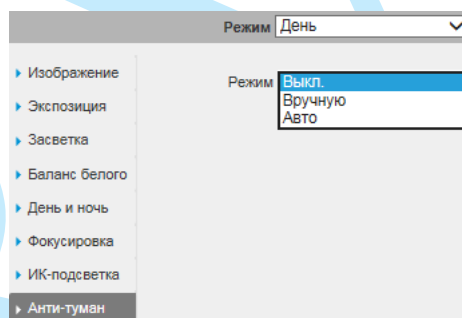 Режим День
Изображение
Режим Выкл.
Вручную
Экспозиция
Авто
Засветка
Баланс белого
День и ночь
Фокусировка
ИК-подсветка
Анти-туман